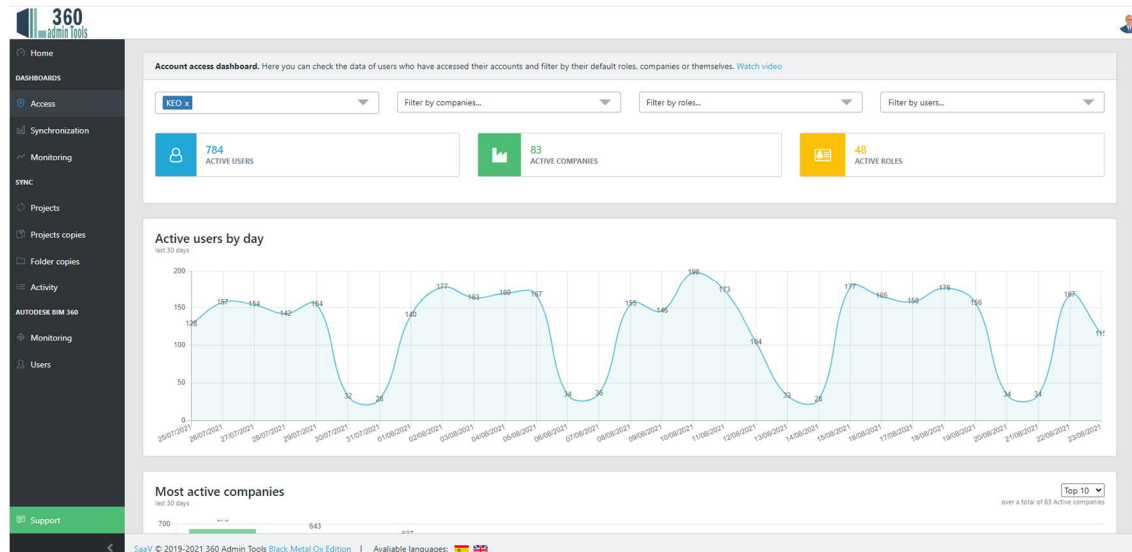 360
admin Tools
Home
DASHBOARDS
Access
Synchronization
Monitoring
SYNC
Projects
Projects copies
Folder copies
Activity
AUTODESK BIM 360
Monitoring
Users
Support
Account access dashboard. Here you can check the data of users who have accessed their accounts and filter by their default roles, companies or themselves. Watch video
KEO x
Filter by companies...
Filter by roles...
Filter by users...
784
ACTIVE USERS
83
ACTIVE COMPANIES
48
ACTIVE ROLES
Active users by day
last 30 days
200
150
100
50
0
128 157 154 142 154 32 28 140 177 163 169 167 34 36 155 146 198 173 104 33 28 177 165 158 176 156 34 34 167
25/07/2021 26/07/2021 27/07/2021 28/07/2021 29/07/2021 30/07/2021 31/07/2021 01/08/2021 02/08/2021 03/08/2021 04/08/2021 05/08/2021 06/08/2021 07/08/2021 08/08/2021 09/08/2021 10/08/2021 11/08/2021 12/08/2021 13/08/2021 14/08/2021 15/08/2021 16/08/2021 17/08/2021 18/08/2021 19/08/2021 20/08/2021 21/08/2021 22/08/2021 23/08/2021
Most active companies
last 30 days
Top 10
over a total of 83 Active companies
700
643
SaaV © 2019-2021 360 Admin Tools Black Metal Ox Edition | Avaliable languages: